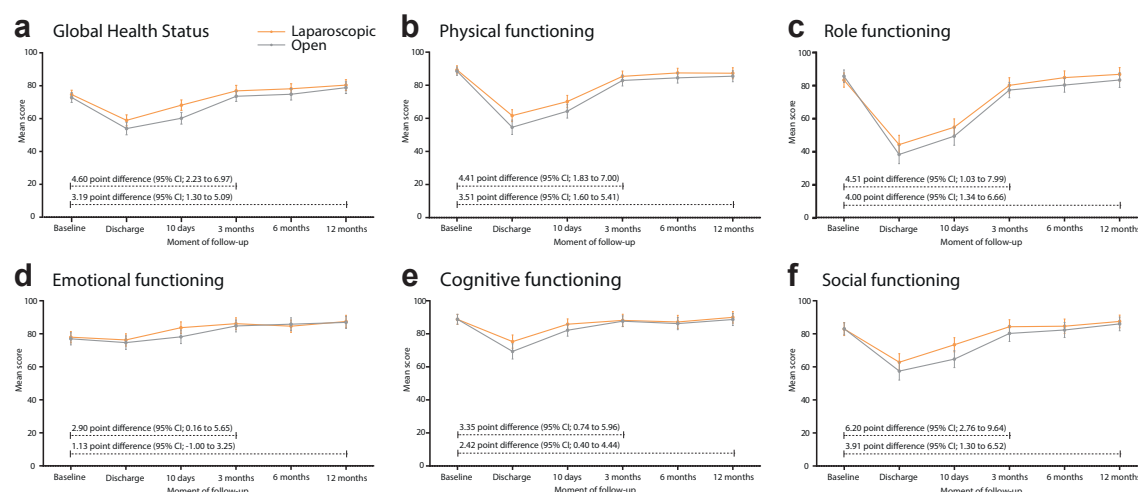 a Global Health Status
Laparoscopic
Open
100
80
60
40
20
0
Mean score
4.60 point difference (95% CI; 2.23 to 6.97)
3.19 point difference (95% CI; 1.30 to 5.09)
Baseline Discharge 10 days 3 months 6 months 12 months
Moment of follow-up
b Physical functioning
100
80
60
40
20
0
Mean score
4.41 point difference (95% CI; 1.83 to 7.00)
3.51 point difference (95% CI; 1.60 to 5.41)
Baseline Discharge 10 days 3 months 6 months 12 months
Moment of follow-up
c Role functioning
100
80
60
40
20
0
Mean score
4.51 point difference (95% CI; 1.03 to 7.99)
4.00 point difference (95% CI; 1.34 to 6.66)
Baseline Discharge 10 days 3 months 6 months 12 months
Moment of follow-up
d Emotional functioning
100
80
60
40
20
0
Mean score
2.90 point difference (95% CI; 0.16 to 5.65)
1.13 point difference (95% CI; -1.00 to 3.25)
Baseline Discharge 10 days 3 months 6 months 12 months
Moment of follow-up
e Cognitive functioning
100
80
60
40
20
0
Mean score
3.35 point difference (95% CI; 0.74 to 5.96)
2.42 point difference (95% CI; 0.40 to 4.44)
Baseline Discharge 10 days 3 months 6 months 12 months
Moment of follow-up
f Social functioning
100
80
60
40
20
0
Mean score
6.20 point difference (95% CI; 2.76 to 9.64)
3.91 point difference (95% CI; 1.30 to 6.52)
Baseline Discharge 10 days 3 months 6 months 12 months
Moment of follow-up